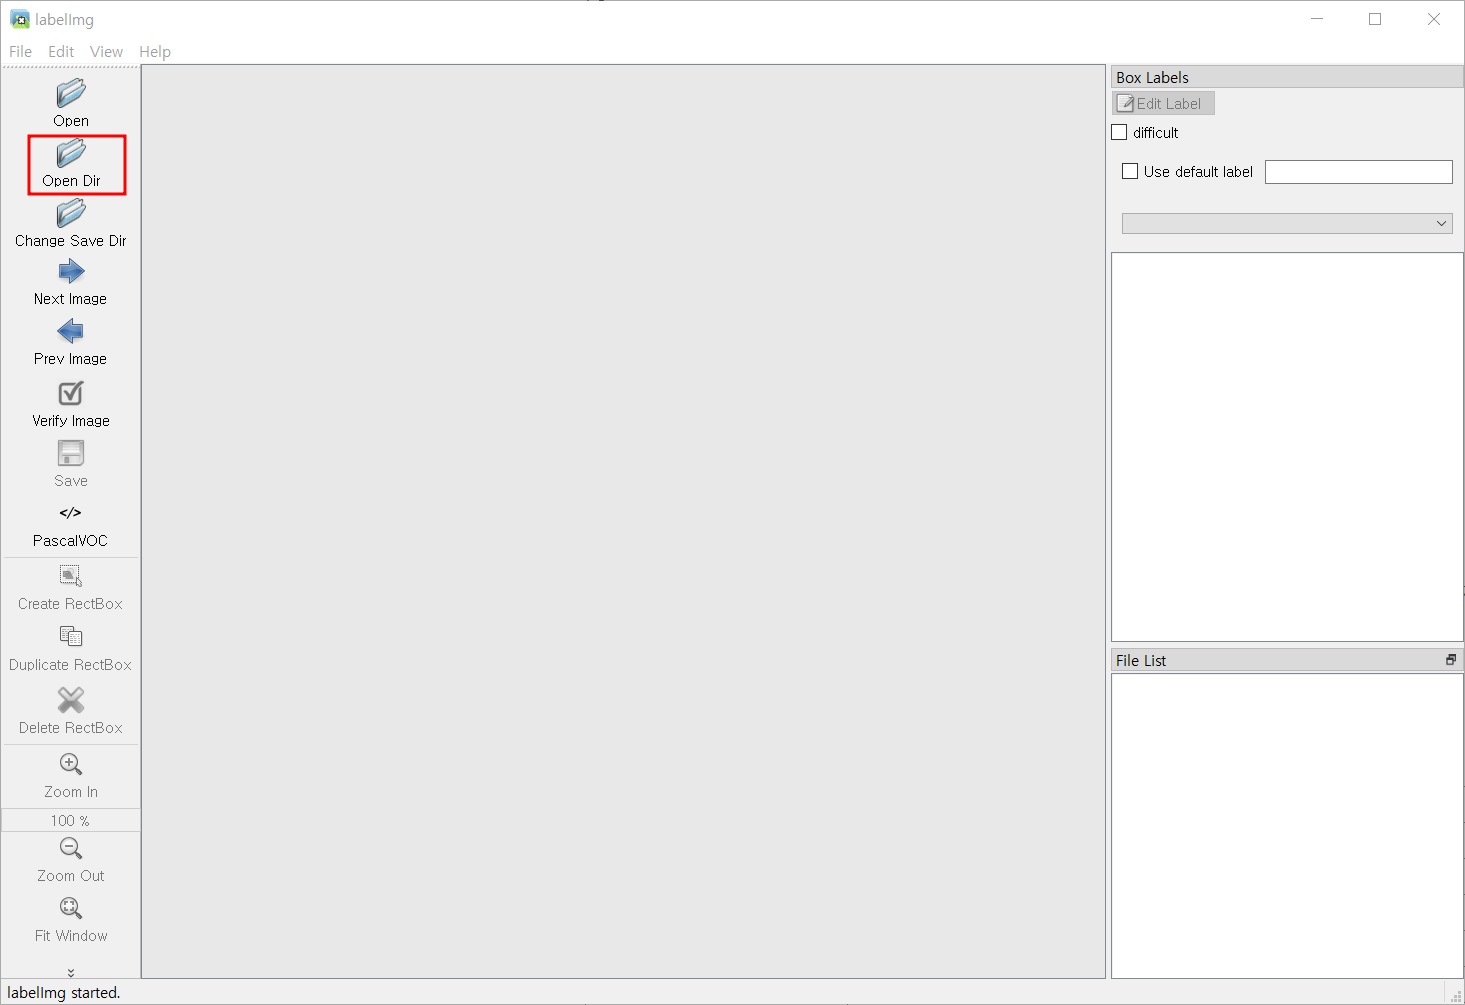 labelImg
File Edit View Help
Open
Open Dir
Change Save Dir
Next Image
Prev Image
Verify Image
Save
</>
PascalVOC
Create RectBox
Duplicate RectBox
Delete RectBox
Zoom In
100 %
Zoom Out
Fit Window
Box Labels
Edit Label
difficult
Use default label
File List
labelImg started.